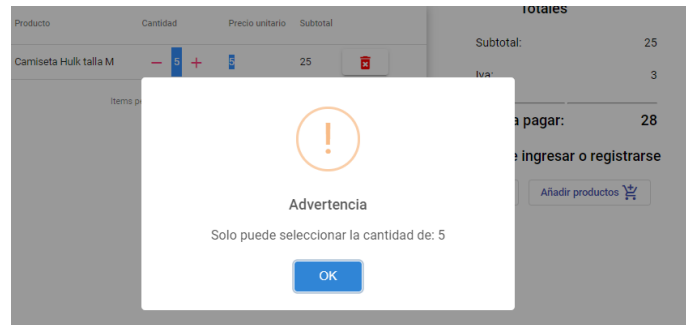 Totales
Producto Cantidad Precio unitario Subtotal
Subtotal: 25
Camiseta Hulk talla M − 5 + 5 25
Iva: 3
Items p
a pagar: 28
!
e ingresar o registrarse
Añadir productos
Advertencia
Solo puede seleccionar la cantidad de: 5
OK